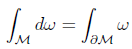 ∫_ℳ dω = ∫_∂ℳ ω